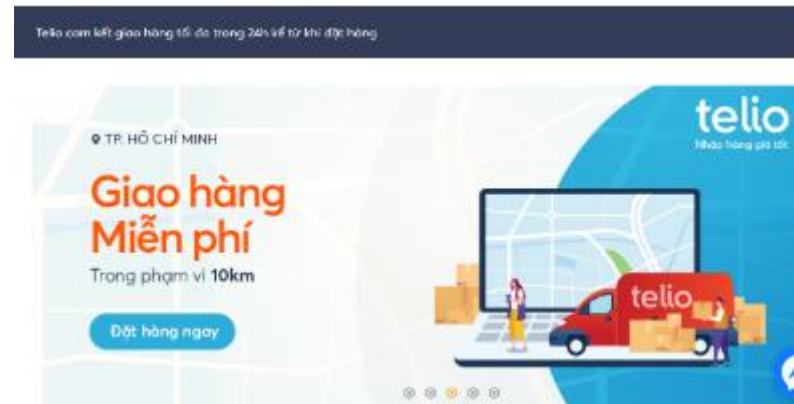 Telio cam kết giao hàng tối đa trong 24h kể từ khi đặt hàng
telio
Nhập hàng giá tốt
TP. HỒ CHÍ MINH
Giao hàng
Miễn phí
Trong phạm vi 10km
telio
Đặt hàng ngay